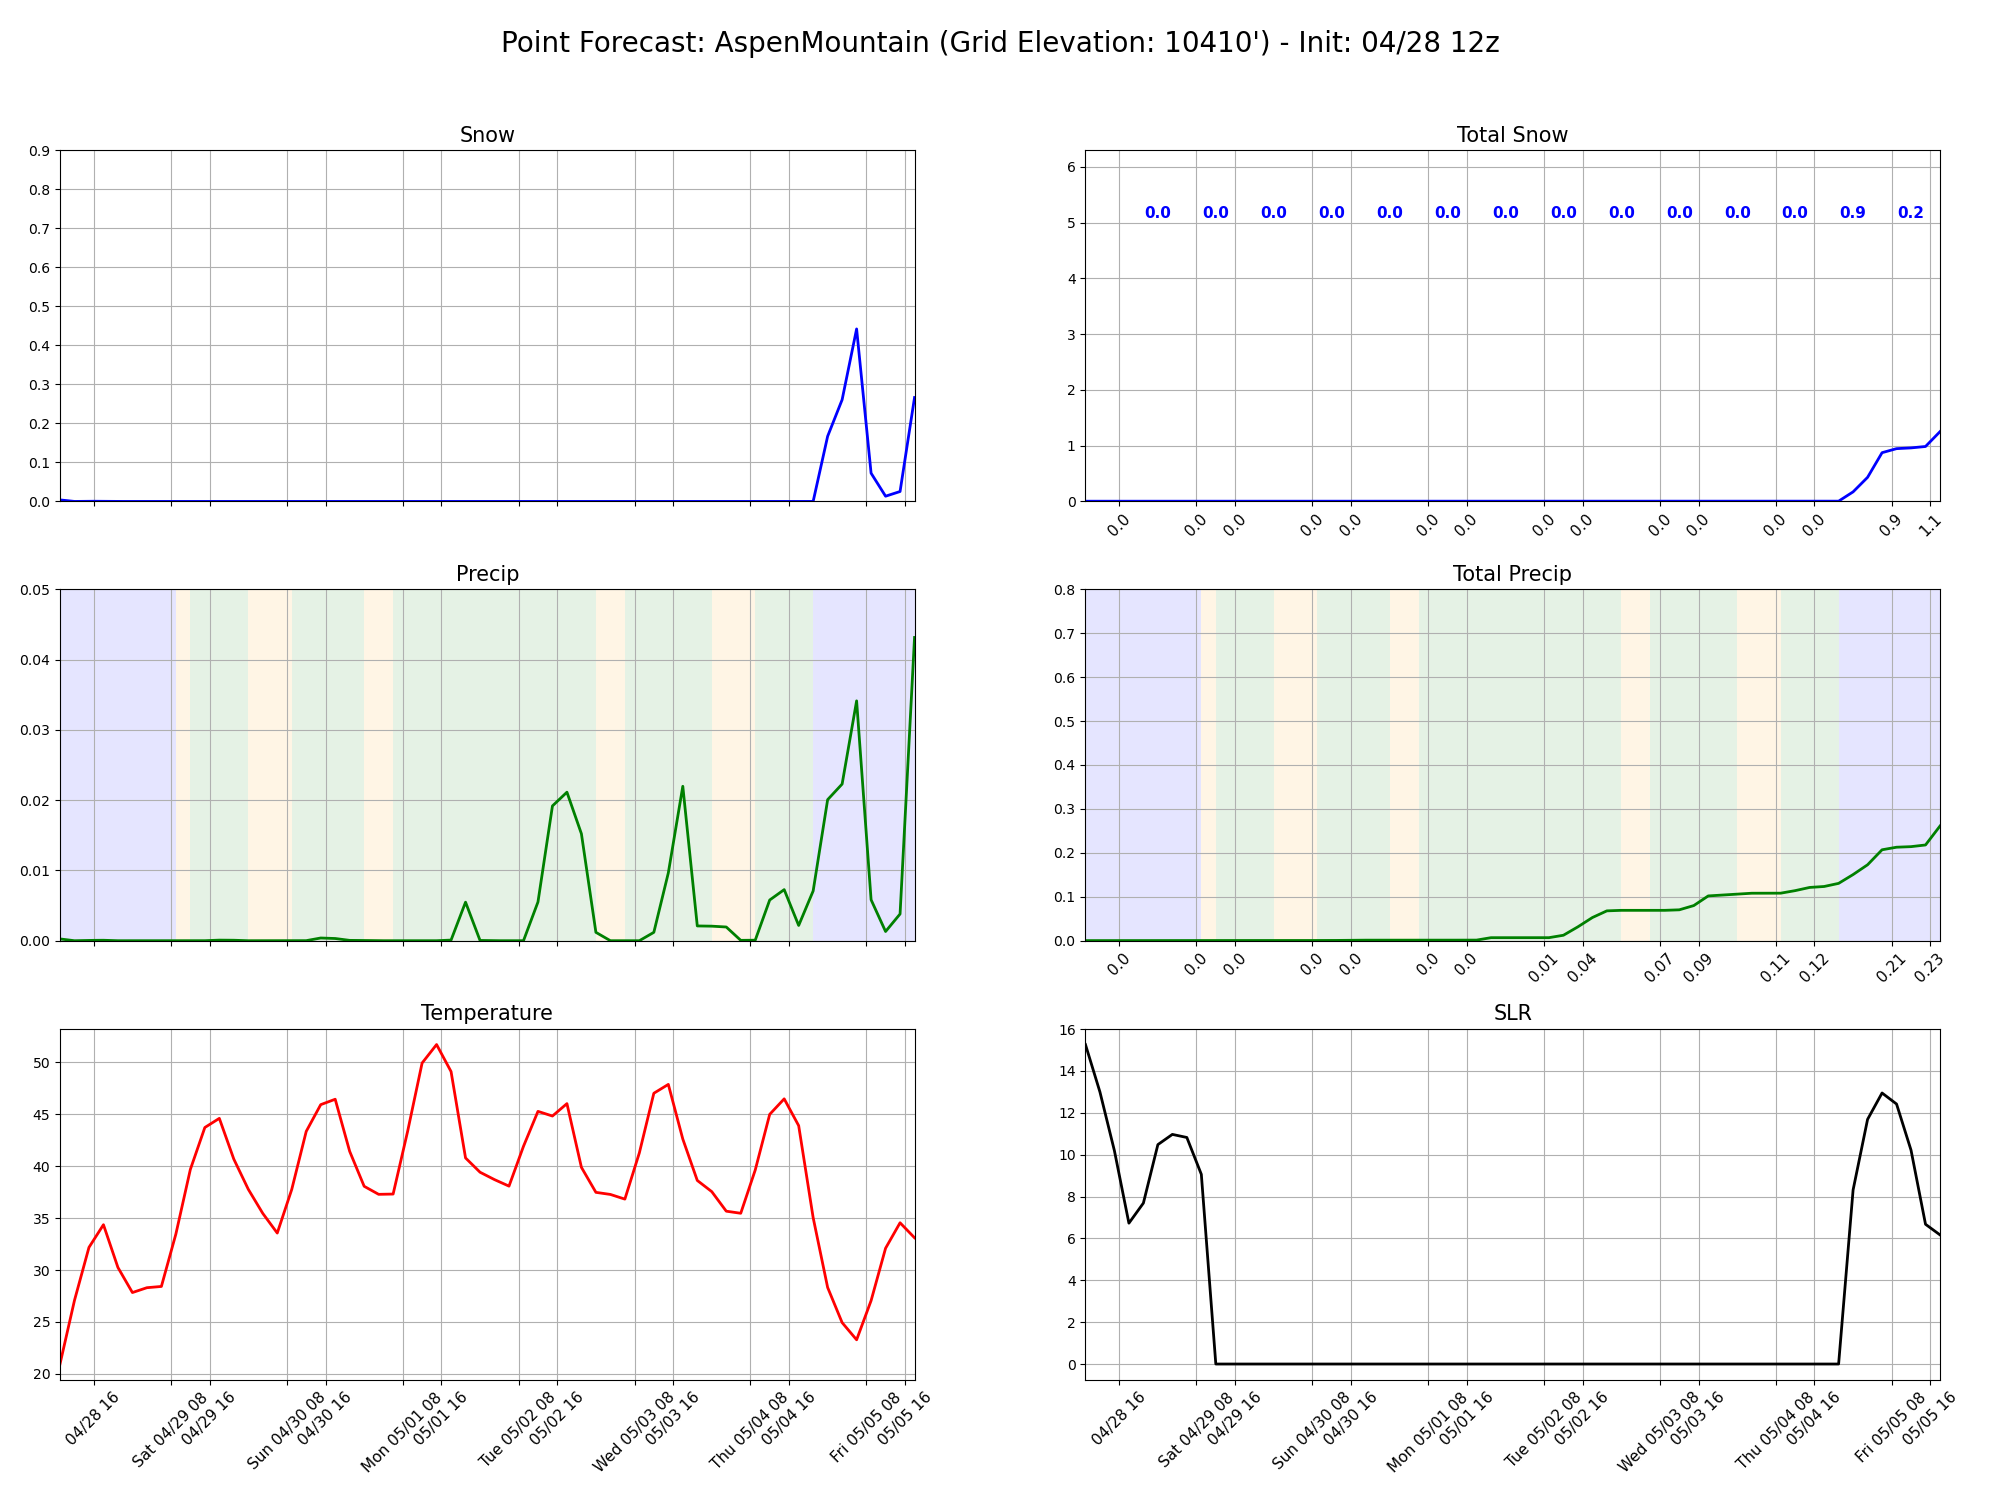 Point Forecast: AspenMountain (Grid Elevation: 10410') - Init: 04/28 12z
Snow
0.9
0.8
0.7
0.6
0.5
0.4
0.3
0.2
0.1
0.0
Total Snow
6
5
4
3
2
1
0
0.0 0.0 0.0 0.0 0.0 0.0 0.0 0.0 0.0 0.0 0.0 0.0 0.9 0.2
0.0 0.0 0.0 0.0 0.0 0.0 0.0 0.0 0.0 0.0 0.0 0.0 0.0 0.9 1.1
Precip
0.05
0.04
0.03
0.02
0.01
0.00
Total Precip
0.8
0.7
0.6
0.5
0.4
0.3
0.2
0.1
0.0
0.0 0.0 0.0 0.0 0.0 0.0 0.0 0.01 0.04 0.07 0.09 0.11 0.12 0.21 0.23
Temperature
50
45
40
35
30
25
20
04/28 16
Sat 04/29 08
04/29 16
Sun 04/30 08
04/30 16
Mon 05/01 08
05/01 16
Tue 05/02 08
05/02 16
Wed 05/03 08
05/03 16
Thu 05/04 08
05/04 16
Fri 05/05 08
05/05 16
SLR
16
14
12
10
8
6
4
2
0
04/28 16
Sat 04/29 08
04/29 16
Sun 04/30 08
04/30 16
Mon 05/01 08
05/01 16
Tue 05/02 08
05/02 16
Wed 05/03 08
05/03 16
Thu 05/04 08
05/04 16
Fri 05/05 08
05/05 16